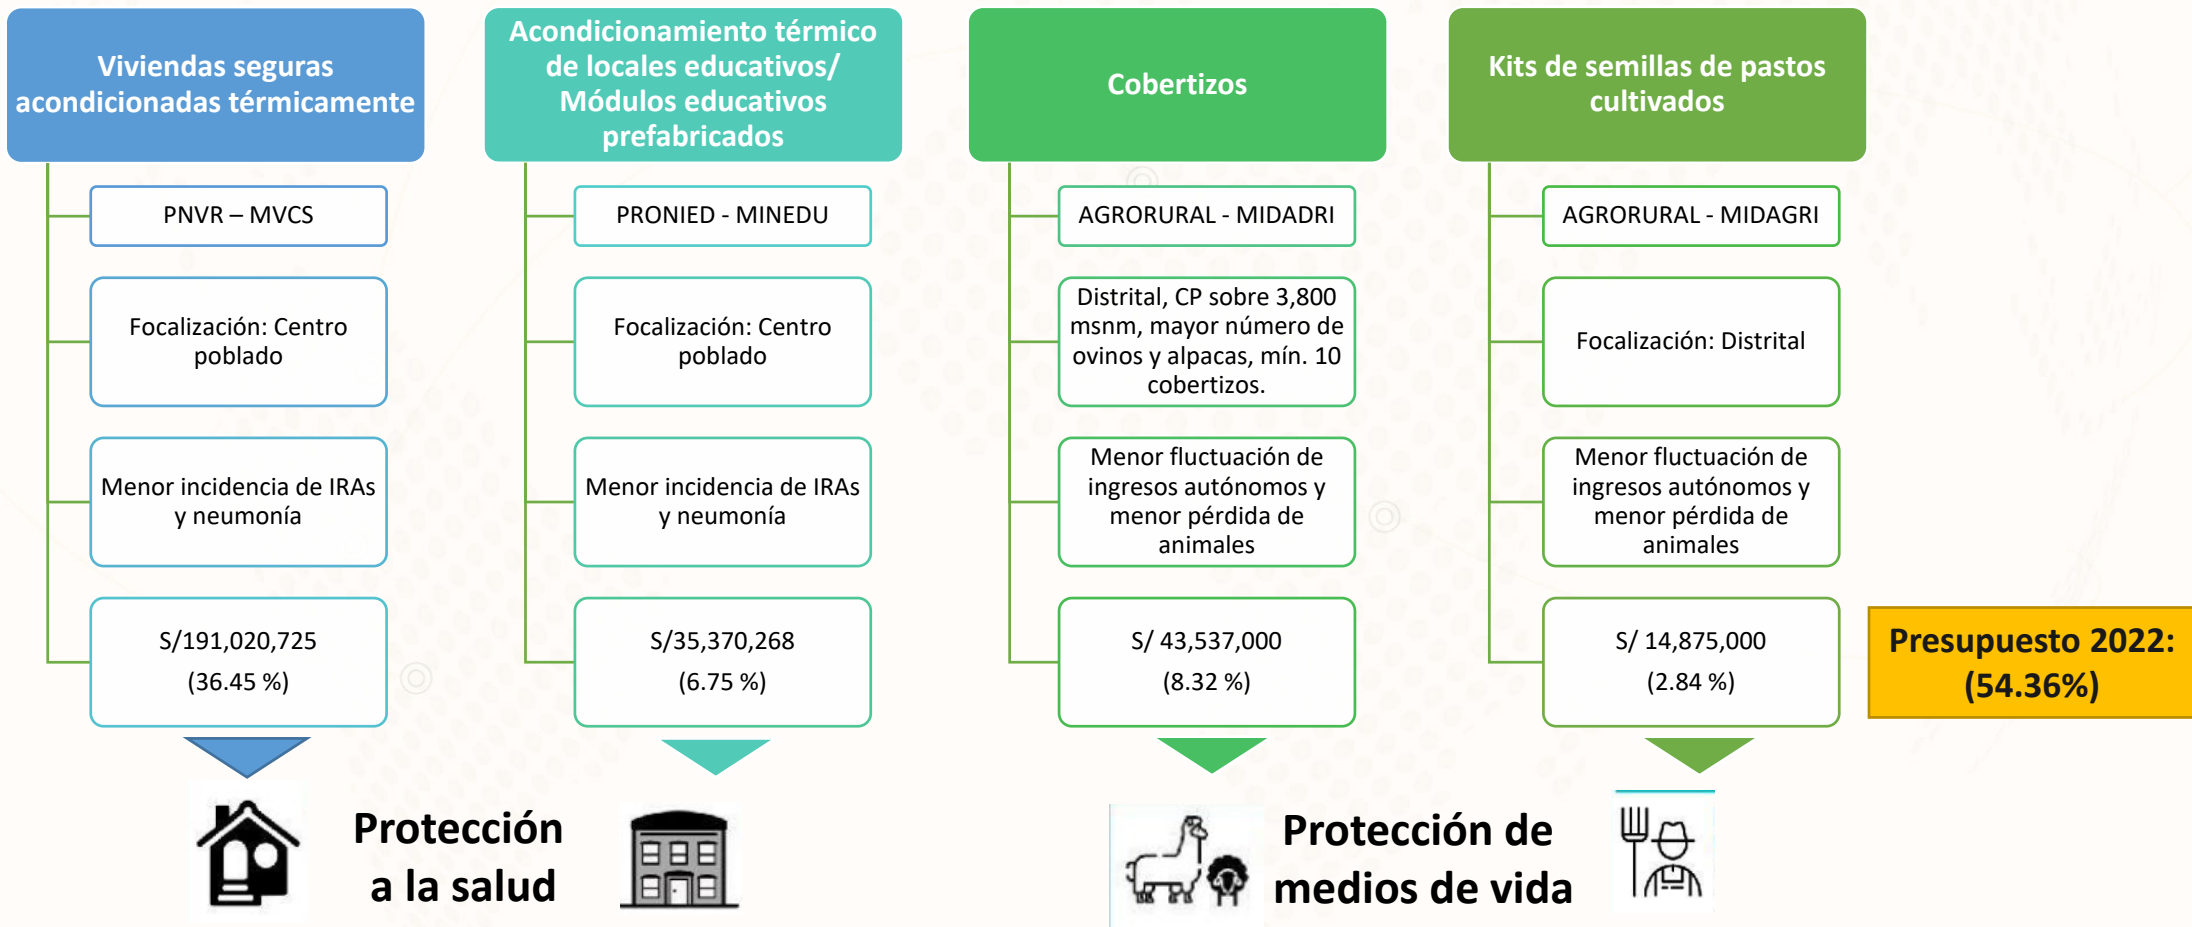 Viviendas seguras
acondicionadas térmicamente
PNVR – MVCS
Focalización: Centro
poblado
Menor incidencia de IRAs
y neumonía
S/191,020,725
(36.45 %)
Acondicionamiento térmico
de locales educativos/
Módulos educativos
prefabricados
PRONIED - MINEDU
Focalización: Centro
poblado
Menor incidencia de IRAs
y neumonía
S/35,370,268
(6.75 %)
Cobertizos
AGRORURAL - MIDADRI
Distrital, CP sobre 3,800
msnm, mayor número de
ovinos y alpacas, mín. 10
cobertizos.
Menor fluctuación de
ingresos autónomos y
menor pérdida de
animales
S/ 43,537,000
(8.32 %)
Kits de semillas de pastos
cultivados
AGRORURAL - MIDAGRI
Focalización: Distrital
Menor fluctuación de
ingresos autónomos y
menor pérdida de
animales
S/ 14,875,000
(2.84 %)
Presupuesto 2022:
(54.36%)
Protección
a la salud
Protección de
medios de vida